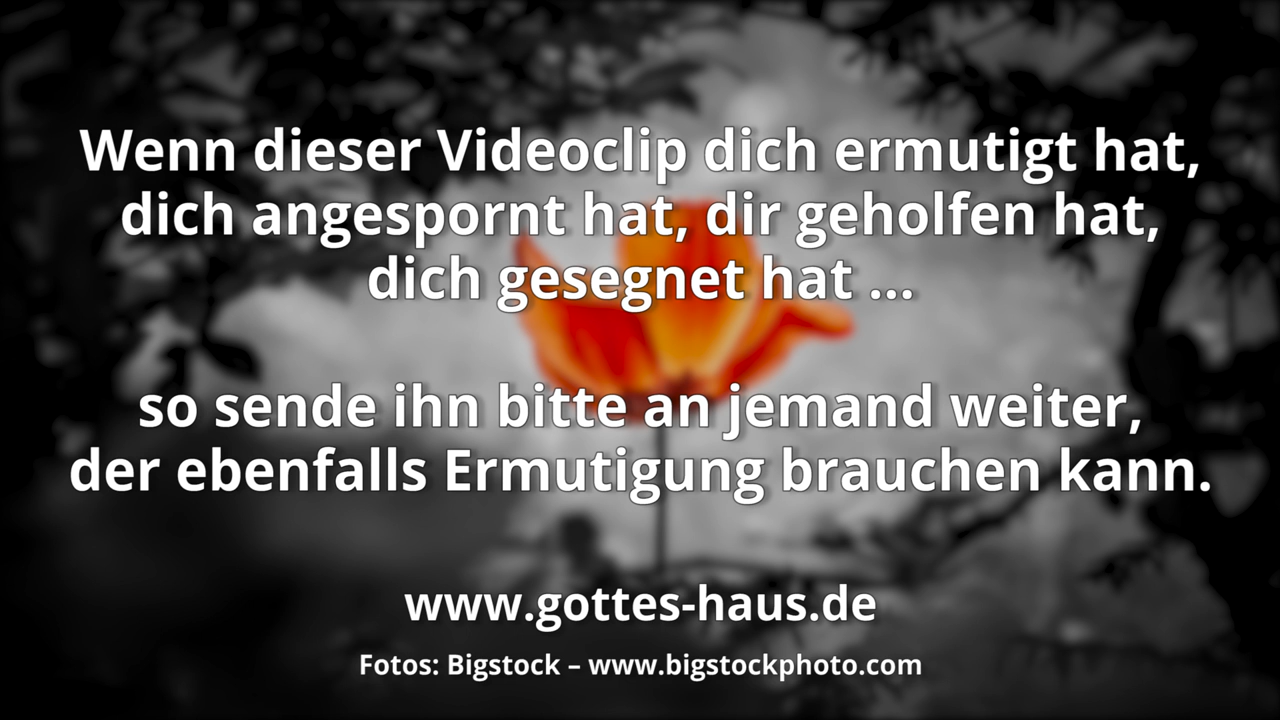 Wenn dieser Videoclip dich ermutigt hat,
dich angespornt hat, dir geholfen hat,
dich gesegnet hat ...
so sende ihn bitte an jemand weiter,
der ebenfalls Ermutigung brauchen kann.
www.gottes-haus.de
Fotos: Bigstock – www.bigstockphoto.com